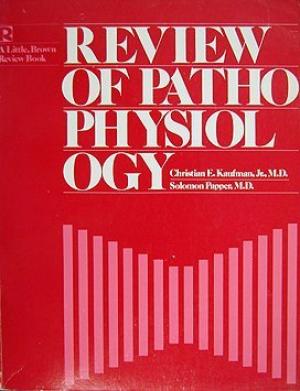 R
A Little, Brown
Review Book
REVIEW
OF PATHO
PHYSIOL
OGY
Christian E. Kaufman, Jr., M.D.
Solomon Papper, M.D.